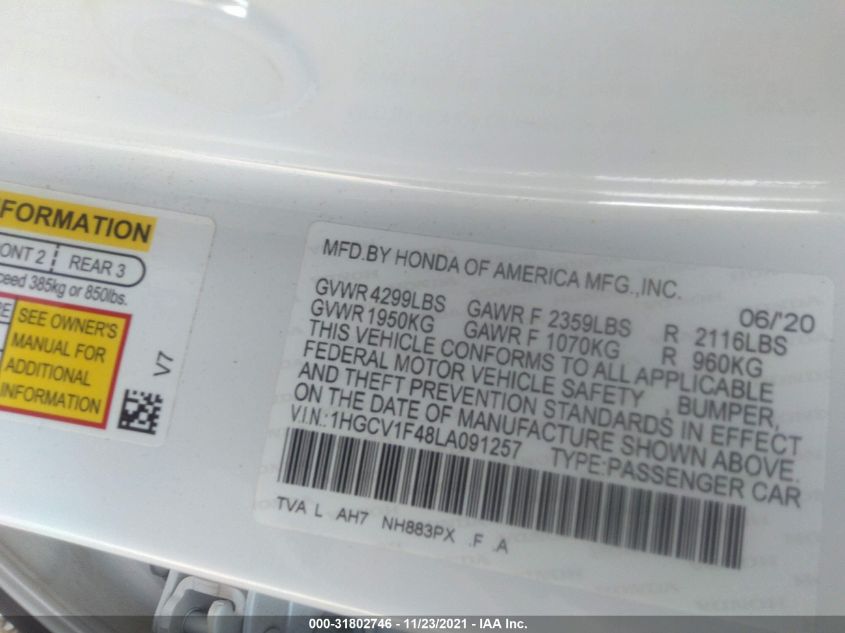 FORMATION
ONT 2 REAR 3
ceed 385kg or 850lbs.
SEE OWNER'S
MANUAL FOR
ADDITIONAL
INFORMATION
V7
MFD.BY HONDA OF AMERICA MFG.,INC. 06/'20
GVWR 4299LBS GAWR F 2359LBS R 2116LBS
GVWR 1950KG GAWR F 1070KG R 960KG
THIS VEHICLE CONFORMS TO ALL APPLICABLE
FEDERAL MOTOR VEHICLE SAFETY , BUMPER,
AND THEFT PREVENTION STANDARDS IN EFFECT
ON THE DATE OF MANUFACTURE SHOWN ABOVE.
VIN.:1HGCV1F48LA091257 TYPE:PASSENGER CAR
TVA L AH7 NH883PX .F .A
000-31802746 - 11/23/2021 - IAA Inc.